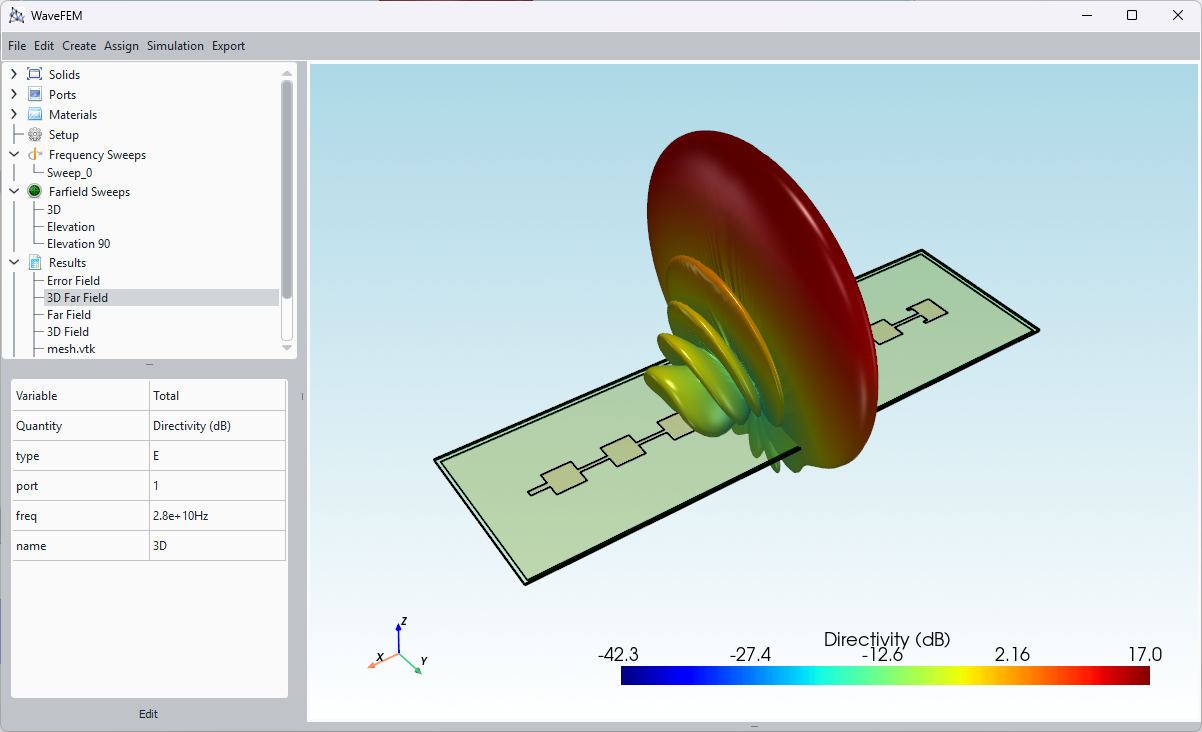 WaveFEM
File Edit Create Assign Simulation Export
Solids
Ports
Materials
Setup
Frequency Sweeps
Sweep_0
Farfield Sweeps
3D
Elevation
Elevation 90
Results
Error Field
3D Far Field
Far Field
3D Field
mesh.vtk
Variable Total
Quantity Directivity (dB)
type E
port 1
freq 2.8e+10Hz
name 3D
Edit
Z
X
Y
Directivity (dB)
-42.3 -27.4 -12.6 2.16 17.0